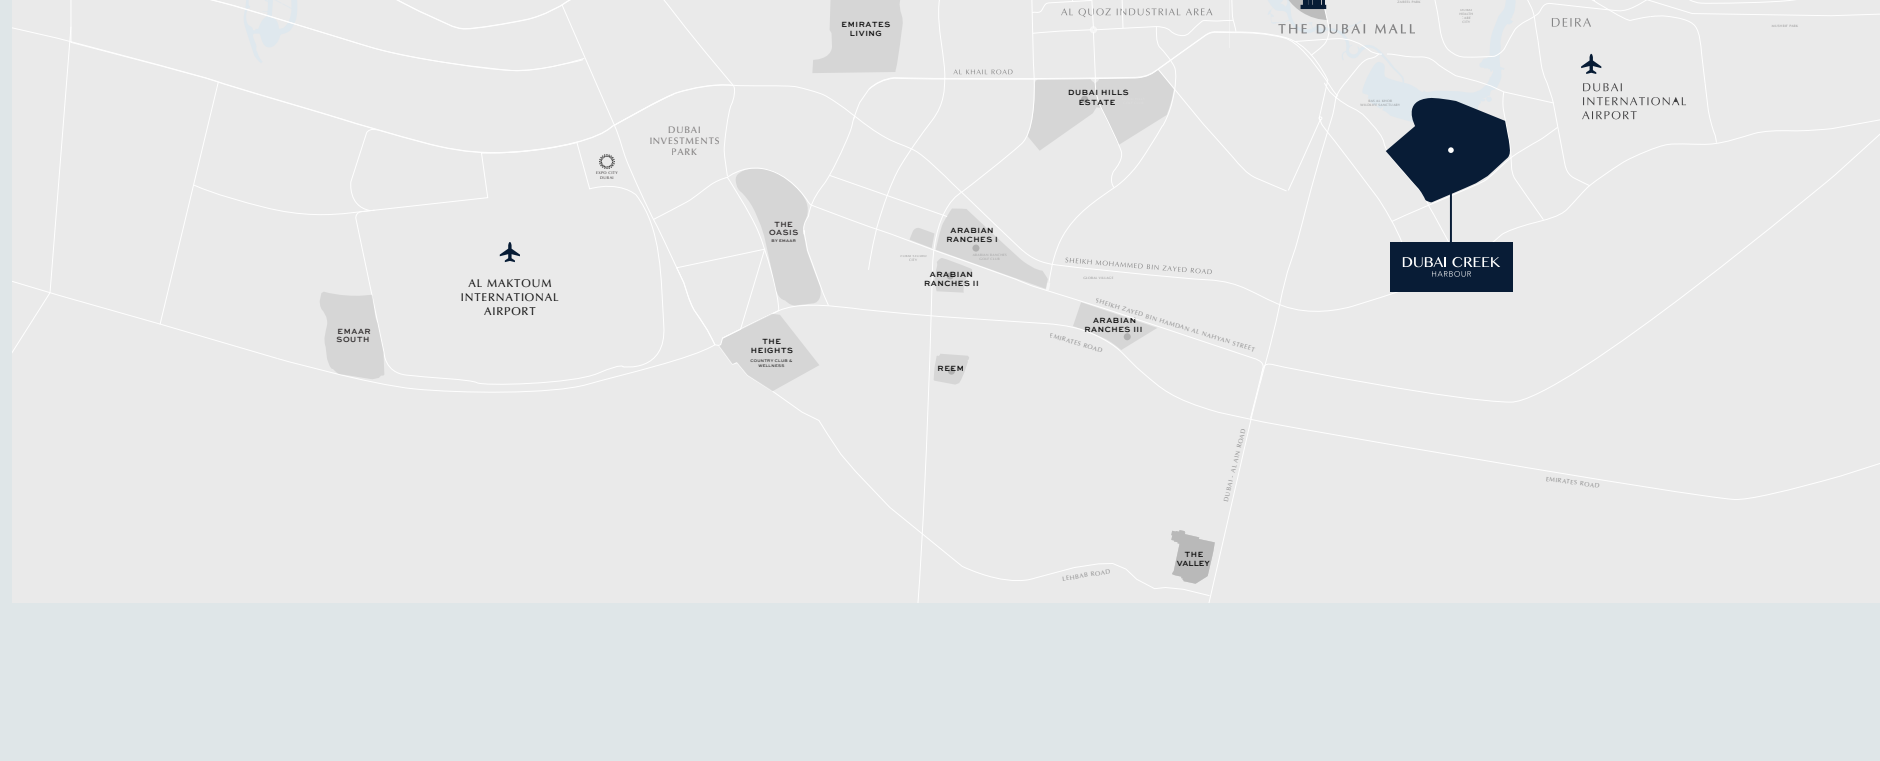 EMIRATES
LIVING
AL QUOZ INDUSTRIAL AREA
THE DUBAI MALL
DEIRA
AL KHAIL ROAD
DUBAI HILLS
ESTATE
DUBAI
INTERNATIONAL
AIRPORT
DUBAI
INVESTMENTS
PARK
EXPO CITY
DUBAI
THE
OASIS
BY EMAAR
ARABIAN
RANCHES I
ARABIAN
RANCHES II
SHEIKH MOHAMMED BIN ZAYED ROAD
DUBAI CREEK
HARBOUR
AL MAKTOUM
INTERNATIONAL
AIRPORT
SHEIKH ZAYED BIN HAMDAN AL NAHYAN STREET
ARABIAN
RANCHES III
EMIRATES ROAD
EMAAR
SOUTH
THE
HEIGHTS
COUNTRY CLUB &
WELLNESS
REEM
DUBAI - AL AIN ROAD
EMIRATES ROAD
THE
VALLEY
LEHBAB ROAD